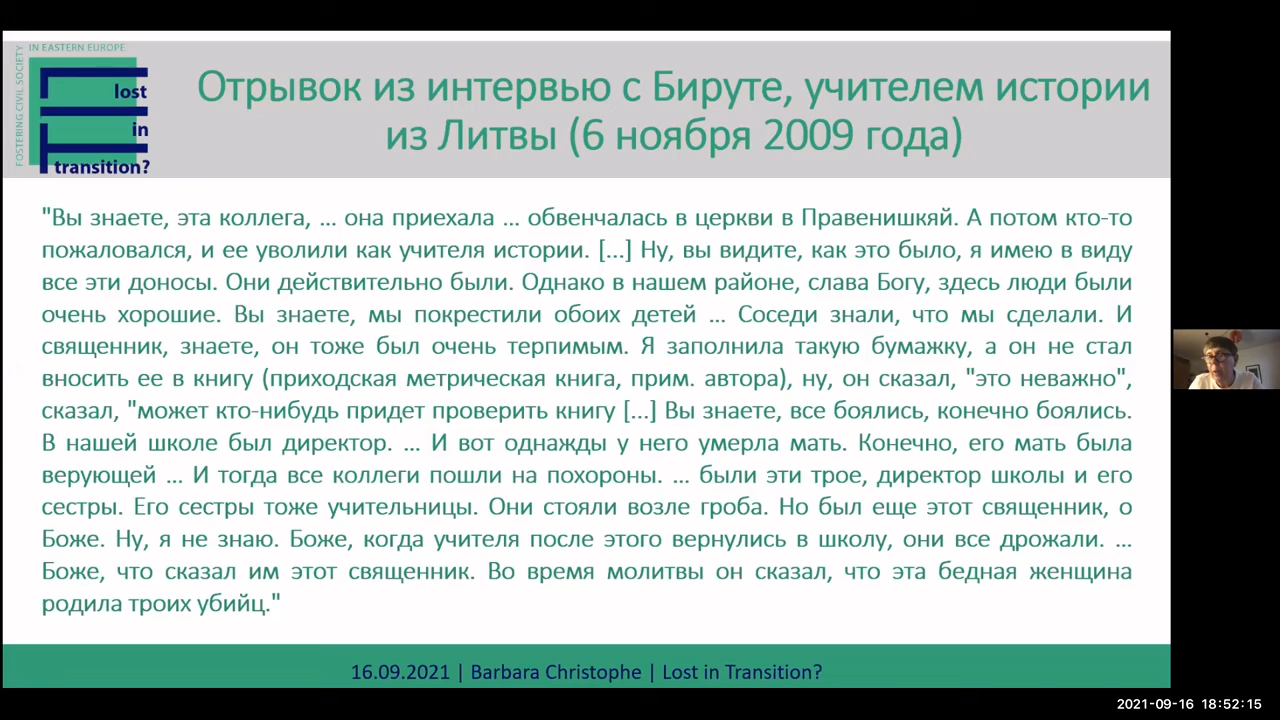 IN EASTERN EUROPE
FOSTERING CIVIL SOCIETY
lost
in
transition?
Отрывок из интервью с Бируте, учителем истории
из Литвы (6 ноября 2009 года)
"Вы знаете, эта коллега, ... она приехала ... обвенчалась в церкви в Правенишкяй. А потом кто-то
пожаловался, и ее уволили как учителя истории. [...] Ну, вы видите, как это было, я имею в виду
все эти доносы. Они действительно были. Однако в нашем районе, слава Богу, здесь люди были
очень хорошие. Вы знаете, мы покрестили обоих детей ... Соседи знали, что мы сделали. И
священник, знаете, он тоже был очень терпимым. Я заполнила такую бумажку, а он не стал
вносить ее в книгу (приходская метрическая книга, прим. автора), ну, он сказал, "это неважно",
сказал, "может кто-нибудь придет проверить книгу [...] Вы знаете, все боялись, конечно боялись.
В нашей школе был директор. ... И вот однажды у него умерла мать. Конечно, его мать была
верующей ... И тогда все коллеги пошли на похороны. ... были эти трое, директор школы и его
сестры. Его сестры тоже учительницы. Они стояли возле гроба. Но был еще этот священник, о
Боже. Ну, я не знаю. Боже, когда учителя после этого вернулись в школу, они все дрожали. ...
Боже, что сказал им этот священник. Во время молитвы он сказал, что эта бедная женщина
родила троих убийц."
16.09.2021 | Barbara Christophe | Lost in Transition?
2021-09-16 18:52:15